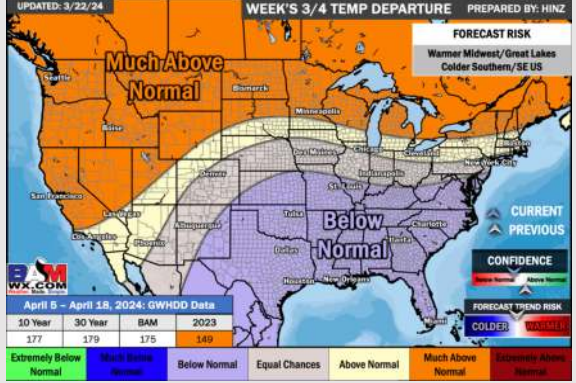 UPDATED: 3/22/24
WEEK'S 3/4 TEMP DEPARTURE
PREPARED BY: HINZ
FORECAST RISK
Warmer Midwest/Great Lakes
Colder Southern/SE US
Much Above
Normal
Seattle
Bismarck
Minneapolis
Boise
Des Moines
Chicago
Cleveland
Boston
New York City
Denver
Indianapolis
St. Louis
San Francisco
Las Vegas
Los Angeles
Phoenix
Albuquerque
Tulsa
Below
Normal
Charlotte
Atlanta
Dallas
Houston
New Orleans
Miami
CURRENT
PREVIOUS
CONFIDENCE
Below Normal
Above Normal
FORECAST TREND RISK
COLDER
WARMER
BAM
WX.COM
April 5 – April 18, 2024: GWHDD Data
10 Year 30 Year BAM 2023
177 179 175 149
Extremely Below Normal
Much Below Normal
Below Normal
Equal Chances
Above Normal
Much Above Normal
Extremely Above Normal